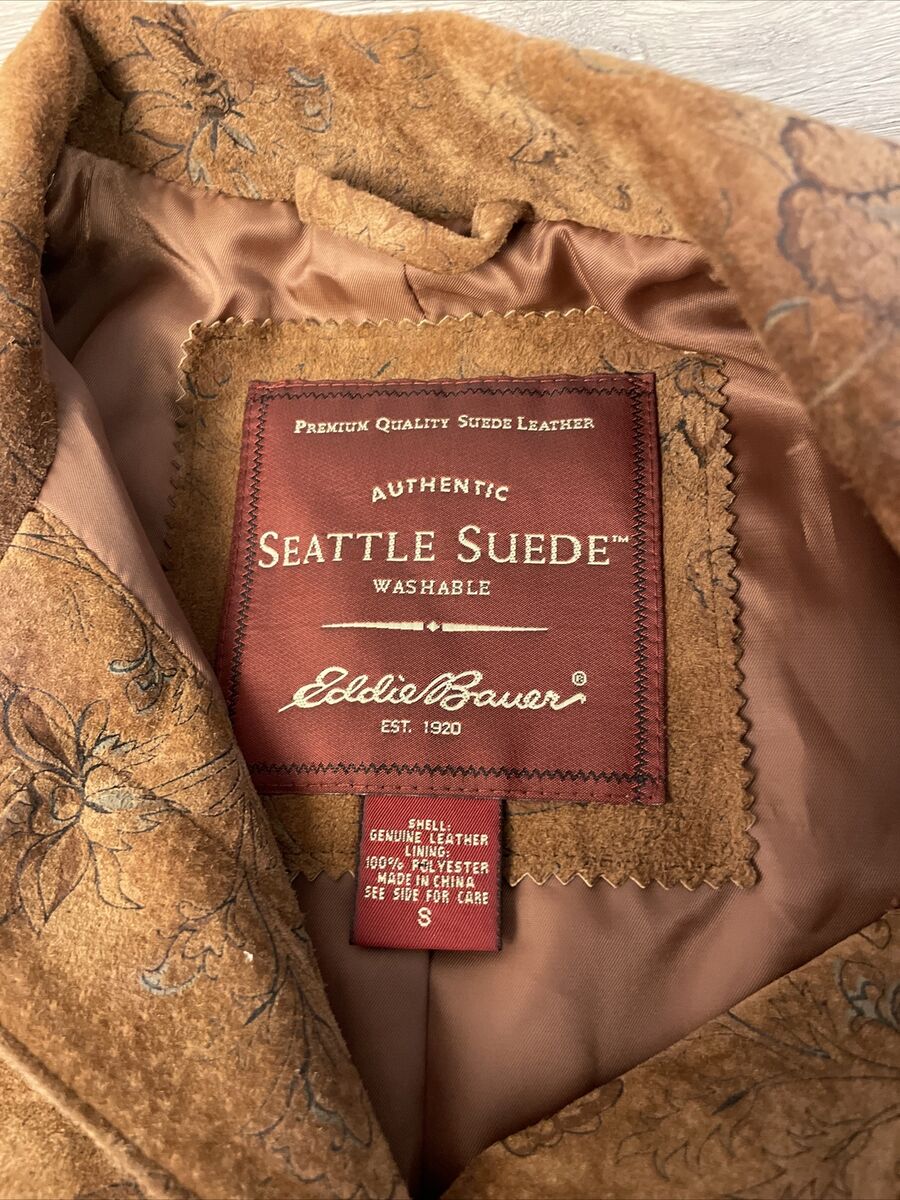 PREMIUM QUALITY SUEDE LEATHER
AUTHENTIC
SEATTLE SUEDE™
WASHABLE
Eddie Bauer®
EST. 1920
SHELL:
GENUINE LEATHER
LINING:
100% POLYESTER
MADE IN CHINA
SEE SIDE FOR CARE
S